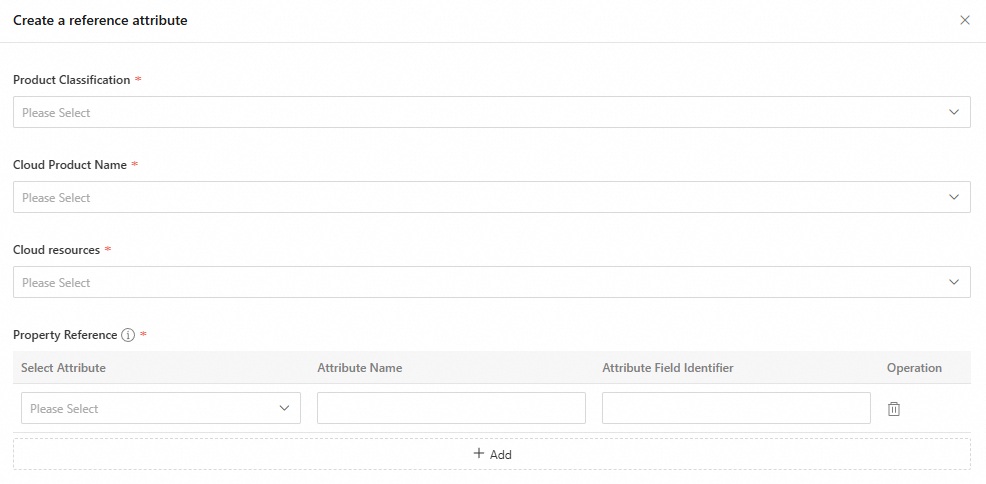 Create a reference attribute
Product Classification *
Please Select
Cloud Product Name *
Please Select
Cloud resources *
Please Select
Property Reference *
Select Attribute Attribute Name Attribute Field Identifier Operation
Please Select
+ Add